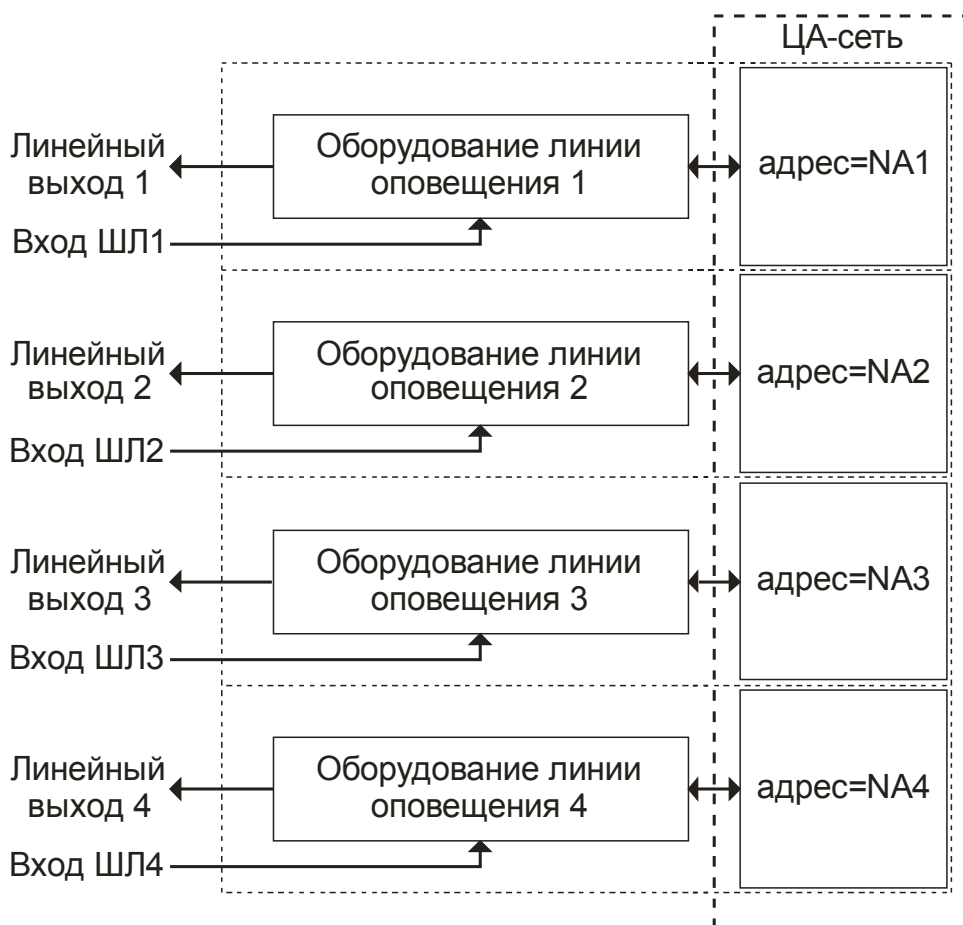 ЦА-сеть
Линейный
выход 1
Оборудование линии
оповещения 1
адрес=NA1
Вход ШЛ1
Линейный
выход 2
Оборудование линии
оповещения 2
адрес=NA2
Вход ШЛ2
Линейный
выход 3
Оборудование линии
оповещения 3
адрес=NA3
Вход ШЛ3
Линейный
выход 4
Оборудование линии
оповещения 4
адрес=NA4
Вход ШЛ4